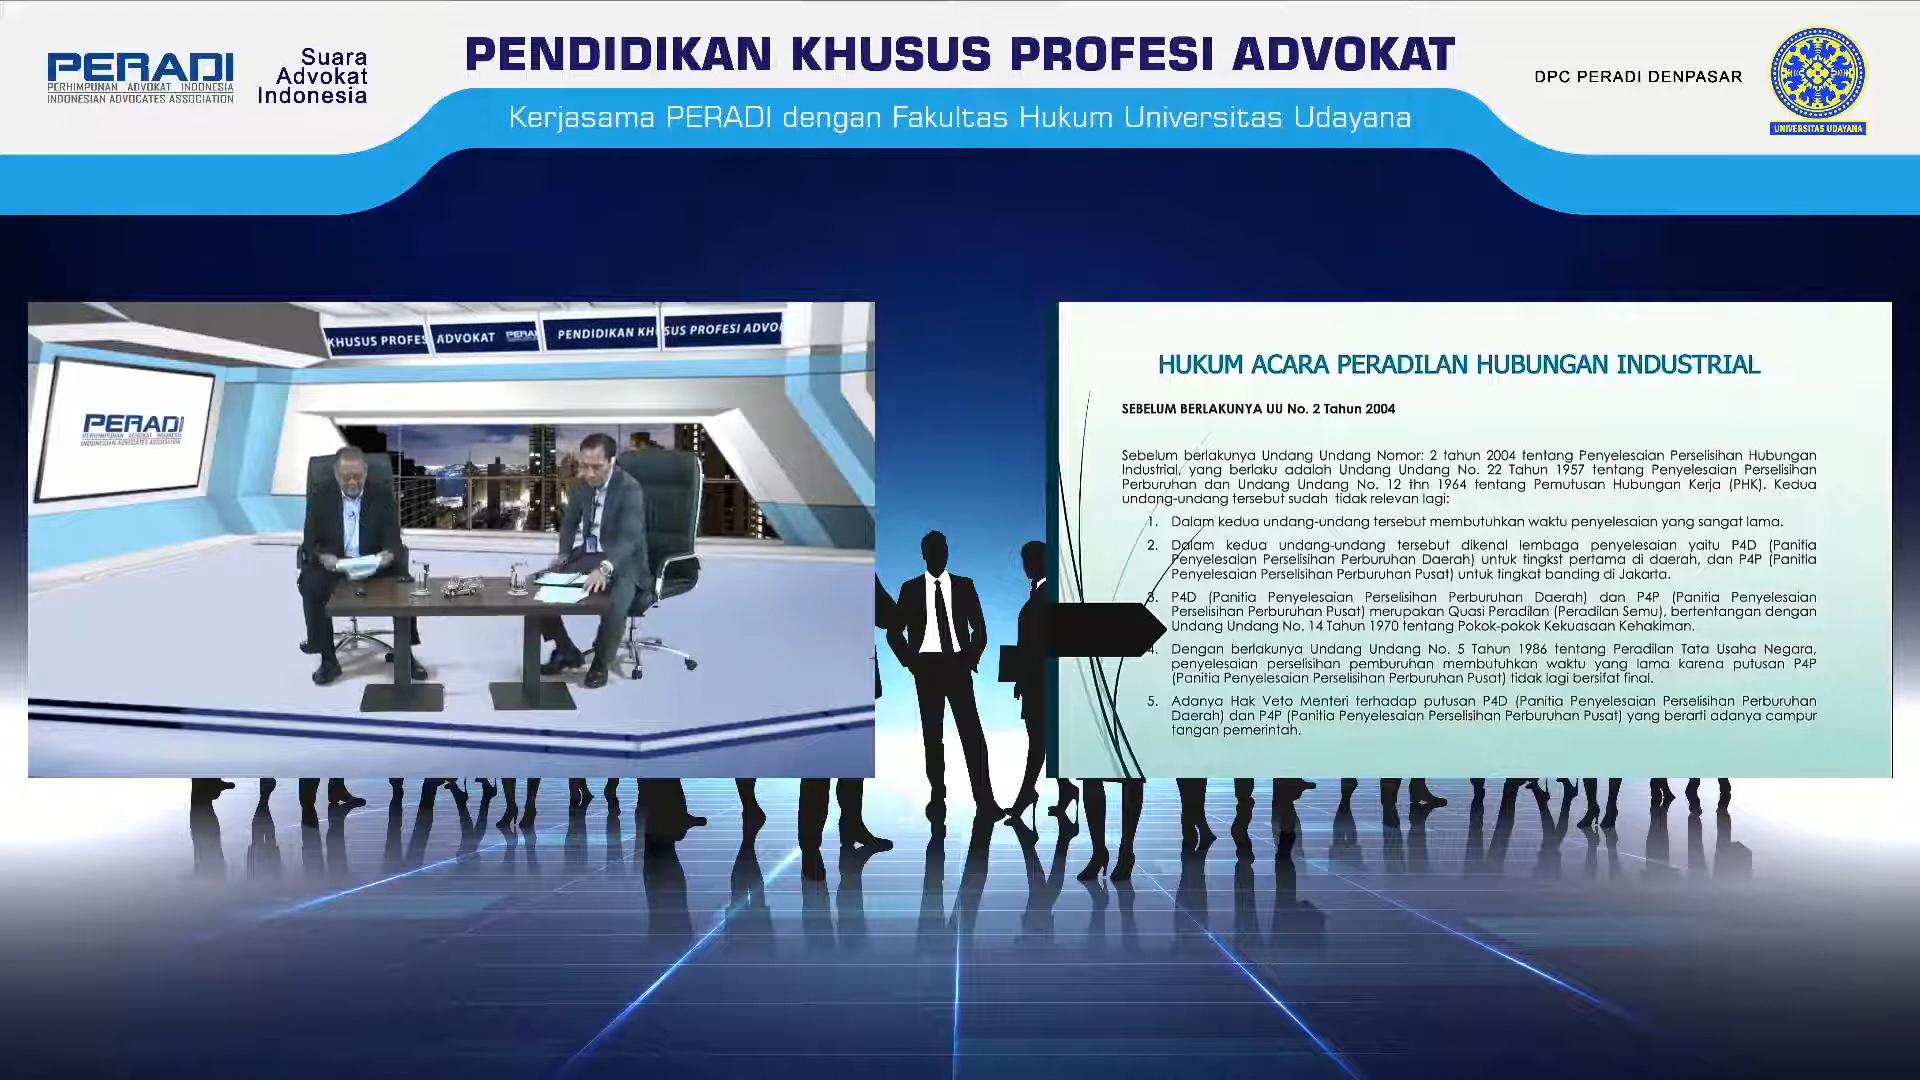 PERADI
PERHIMPUNAN ADVOKAT INDONESIA
INDONESIAN ADVOCATES ASSOCIATION
Suara
Advokat
Indonesia
PENDIDIKAN KHUSUS PROFESI ADVOKAT
Kerjasama PERADI dengan Fakultas Hukum Universitas Udayana
DPC PERADI DENPASAR
UNIVERSITAS UDAYANA
KHUSUS PROFES ADVOKAT PERA PENDIDIKAN KHUSUS PROFESI ADVO
PERADI
PERHIMPUNAN ADVOKAT INDONESIA
INDONESIAN ADVOCATES ASSOCIATION
HUKUM ACARA PERADILAN HUBUNGAN INDUSTRIAL
SEBELUM BERLAKUNYA UU No. 2 Tahun 2004
Sebelum berlakunya Undang Undang Nomor: 2 tahun 2004 tentang Penyelesaian Perselisihan Hubungan
Industrial, yang berlaku adalah Undang Undang No. 22 Tahun 1957 tentang Penyelesaian Perselisihan
Perburuhan dan Undang Undang No. 12 thn 1964 tentang Pemutusan Hubungan Kerja (PHK). Kedua
undang-undang tersebut sudah tidak relevan lagi:
1. Dalam kedua undang-undang tersebut membutuhkan waktu penyelesaian yang sangat lama.
2. Dalam kedua undang-undang tersebut dikenal lembaga penyelesaian yaitu P4D (Panitia
Penyelesaian Perselisihan Perburuhan Daerah) untuk tingkst pertama di daerah, dan P4P (Panitia
Penyelesaian Perselisihan Perburuhan Pusat) untuk tingkat banding di Jakarta.
3. P4D (Panitia Penyelesaian Perselisihan Perburuhan Daerah) dan P4P (Panitia Penyelesaian
Perselisihan Perburuhan Pusat) merupakan Quasi Peradilan (Peradilan Semu), bertentangan dengan
Undang Undang No. 14 Tahun 1970 tentang Pokok-pokok Kekuasaan Kehakiman.
4. Dengan berlakunya Undang Undang No. 5 Tahun 1986 tentang Peradilan Tata Usaha Negara,
penyelesaian perselisihan pemburuhan membutuhkan waktu yang lama karena putusan P4P
(Panitia Penyelesaian Perselisihan Perburuhan Pusat) tidak lagi bersifat final.
5. Adanya Hak Veto Menteri terhadap putusan P4D (Panitia Penyelesaian Perselisihan Perburuhan
Daerah) dan P4P (Panitia Penyelesaian Perselisihan Perburuhan Pusat) yang berarti adanya campur
tangan pemerintah.